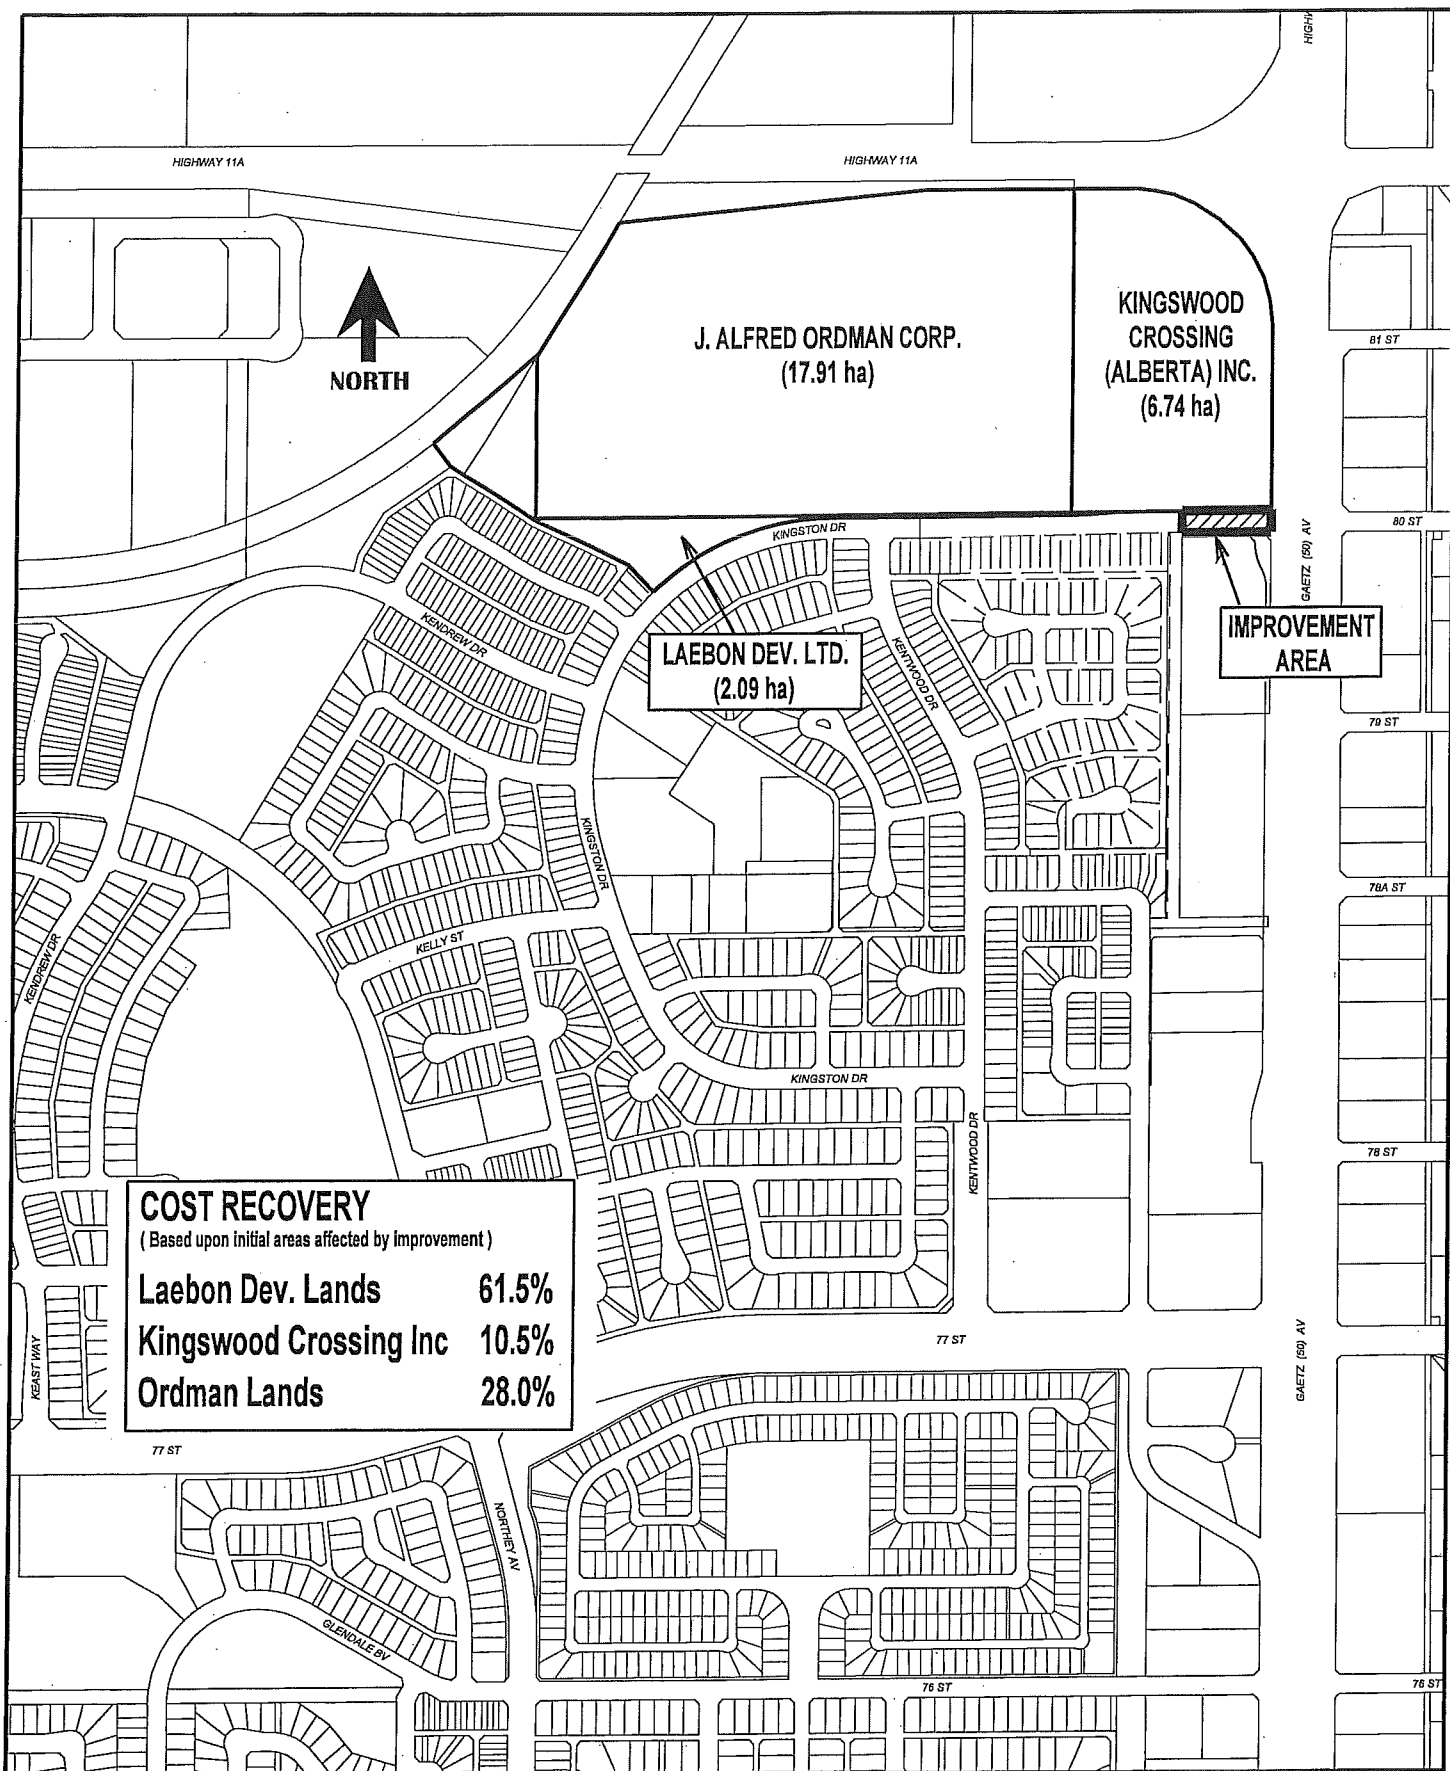 HIGHW
HIGHWAY 11A
HIGHWAY 11A
KINGSWOOD
CROSSING
(ALBERTA) INC.
(6.74 ha)
J. ALFRED ORDMAN CORP.
(17.91 ha)
81 ST
NORTH
80 ST
GAETZ (50) AV
KINGSTON DR
IMPROVEMENT
AREA
KENDREW DR
LAEBON DEV. LTD.
(2.09 ha)
KENTWOOD DR
79 ST
KINGSTON DR
78A ST
KELLY ST
KENDREW DR
KINGSTON DR
KENTWOOD DR
78 ST
COST RECOVERY
( Based upon initial areas affected by improvement )
Laebon Dev. Lands 61.5%
Kingswood Crossing Inc 10.5%
Ordman Lands 28.0%
KEAST WAY
77 ST
GAETZ (50) AV
77 ST
NORTHEY AV
GLENDALE BV
76 ST
76 ST